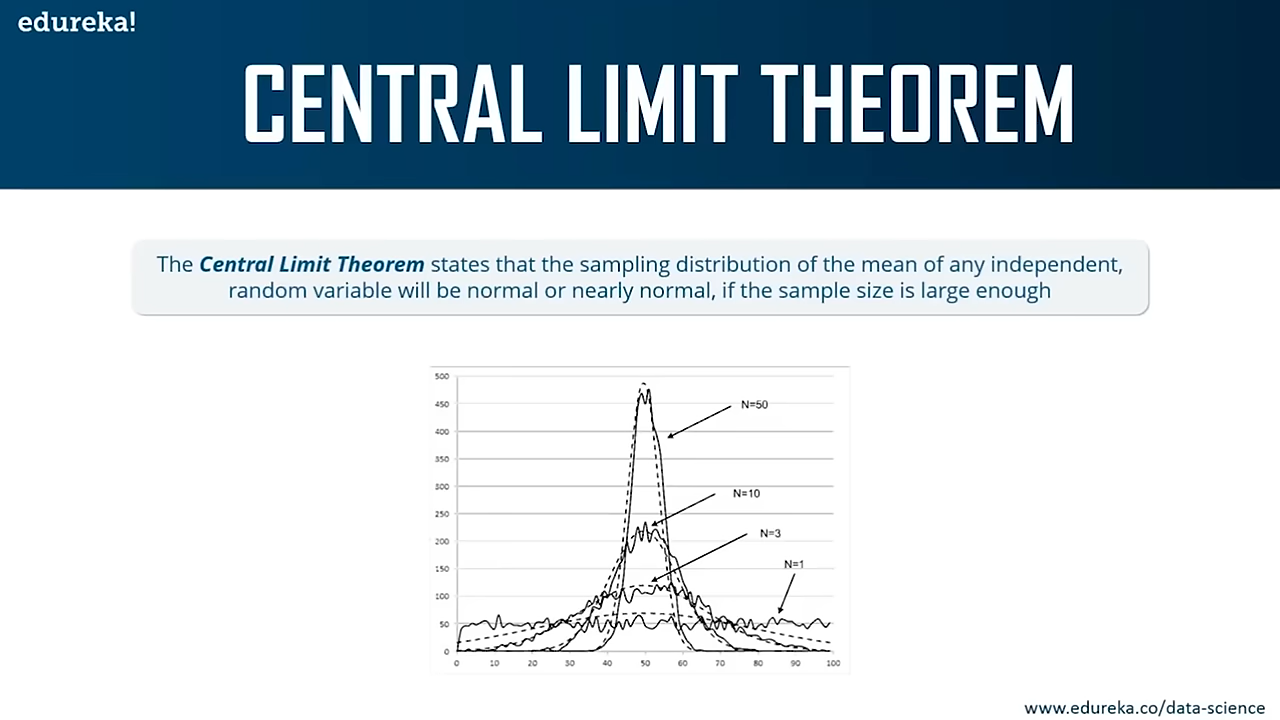 edureka!
CENTRAL LIMIT THEOREM
The Central Limit Theorem states that the sampling distribution of the mean of any independent,
random variable will be normal or nearly normal, if the sample size is large enough
500
450
N=50
400
350
300
N=10
250
N=3
200
150
N=1
100
50
0
0 10 20 30 40 50 60 70 80 90 100
www.edureka.co/data-science